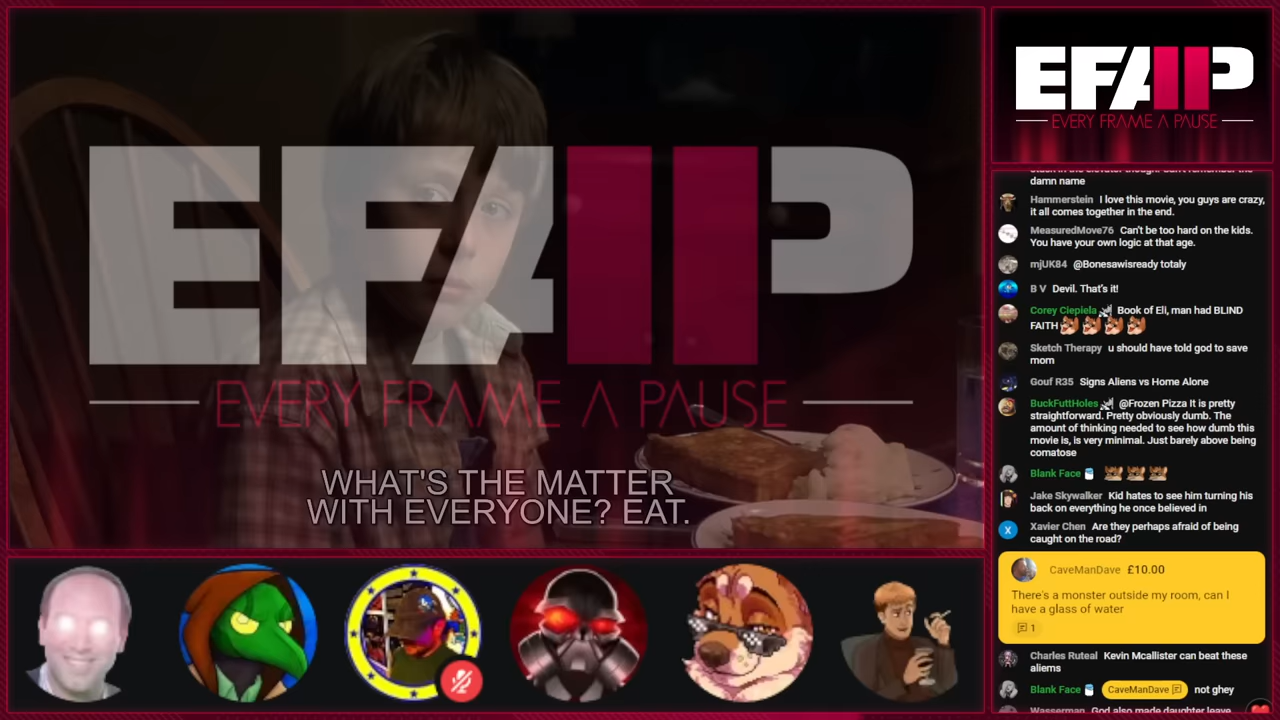 EFAP
EVERY FRAME A PAUSE
WHAT'S THE MATTER
WITH EVERYONE? EAT.
EFAP
EVERY FRAME A PAUSE
damn name
Hammerstein I love this movie, you guys are crazy,
it all comes together in the end.
MeasuredMove76 Can't be too hard on the kids.
You have your own logic at that age.
mjUK84 @Bonesawisready totaly
B V Devil. That's it!
Corey Ciepiela Book of Eli, man had BLIND
FAITH
Sketch Therapy u should have told god to save
mom
Gouf R35 Signs Aliens vs Home Alone
BuckFuttHoles @Frozen Pizza It is pretty
straightforward. Pretty obviously dumb. The
amount of thinking needed to see how dumb this
movie is, is very minimal. Just barely above being
comatose
Blank Face
Jake Skywalker Kid hates to see him turning his
back on everything he once believed in
X
Xavier Chen Are they perhaps afraid of being
caught on the road?
CaveManDave £10.00
There's a monster outside my room, can I
have a glass of water
1
Charles Ruteal Kevin Mcallister can beat these
aliems
Blank Face CaveManDave not ghey
Wasserman God also made daughter leave